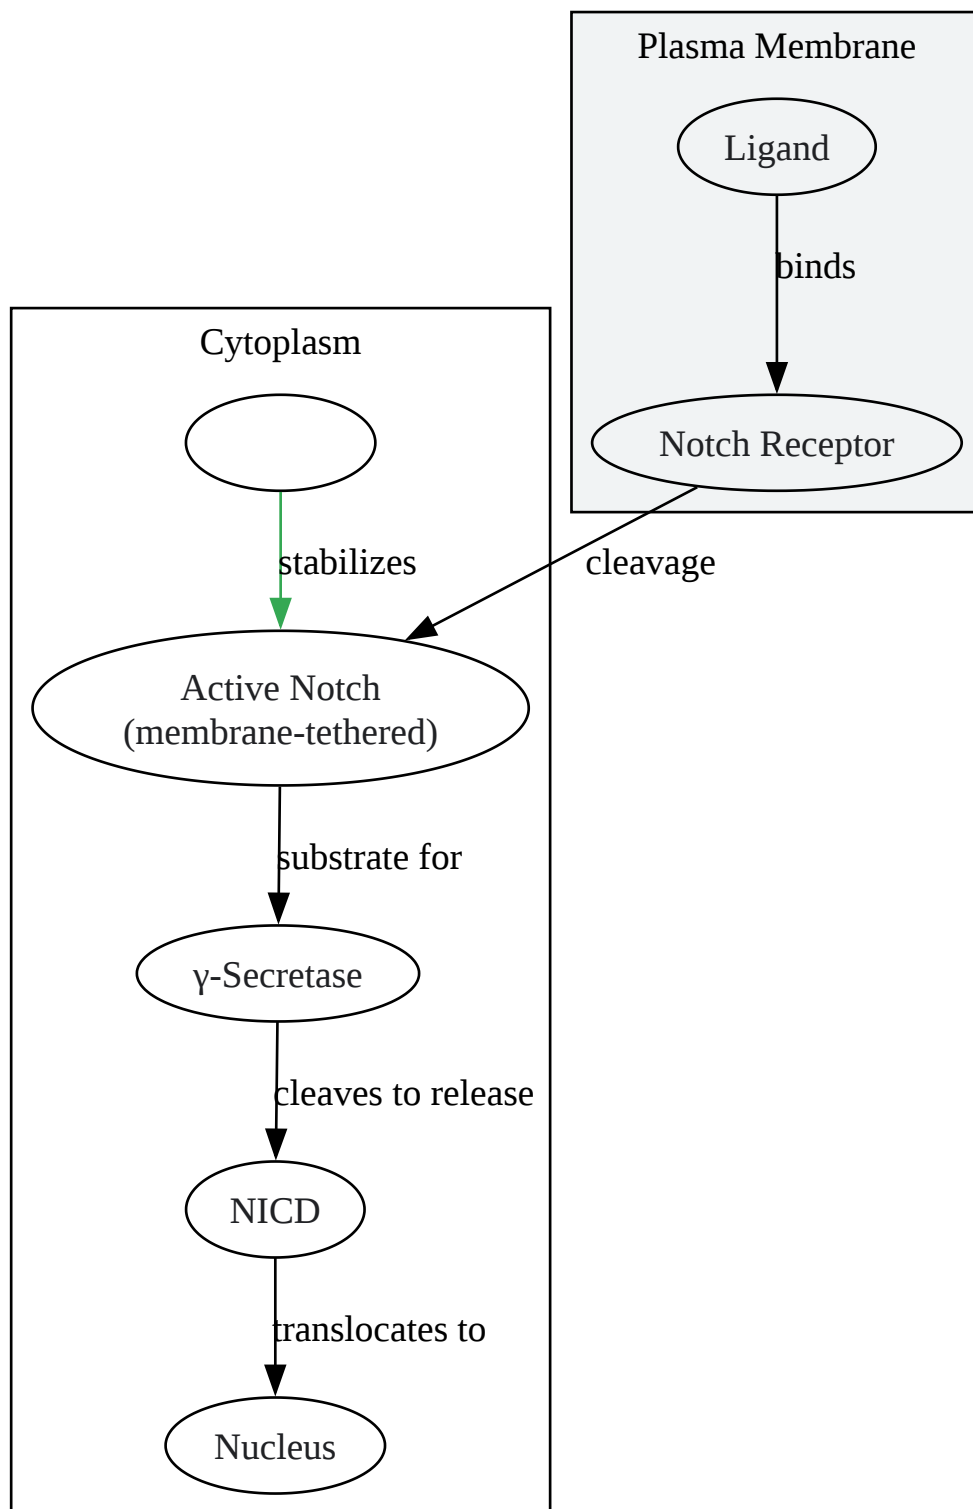 Plasma Membrane
Ligand
binds
Cytoplasm
Notch Receptor
stabilizes
cleavage
Active Notch
(membrane-tethered)
substrate for
γ-Secretase
cleaves to release
NICD
translocates to
Nucleus